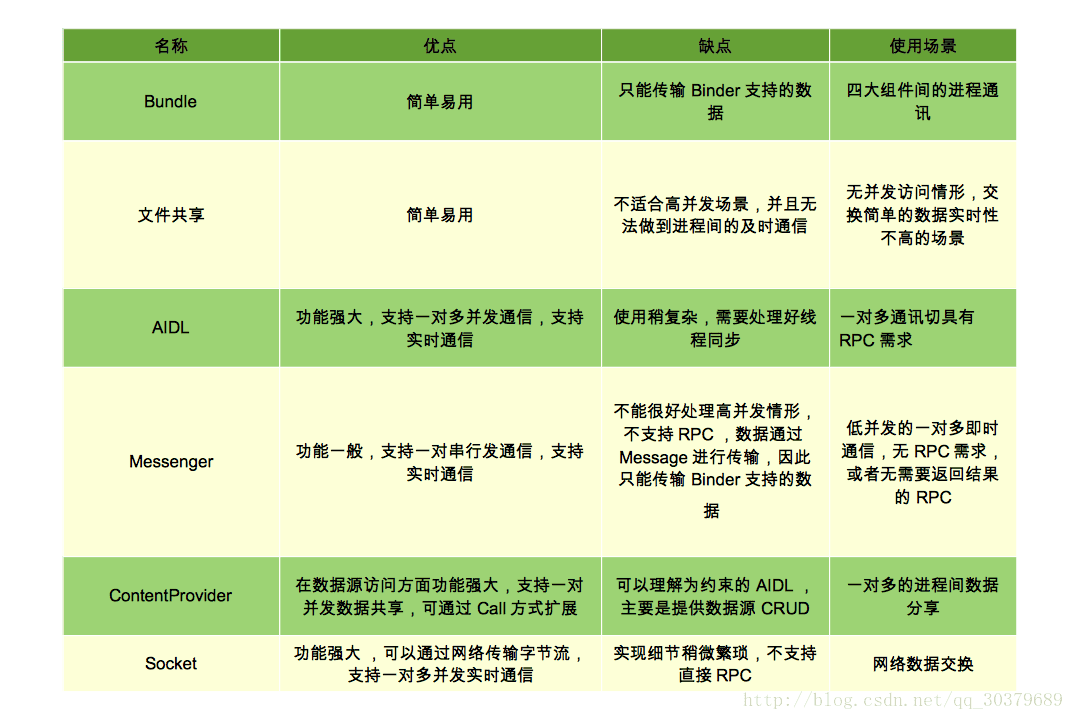 名称 优点 缺点 使用场景
Bundle
简单易用
只能传输 Binder 支持的数
据
四大组件间的进程通
讯
文件共享
简单易用
不适合高并发场景，并且无
法做到进程间的及时通信
无并发访问情形，交
换简单的数据实时性
不高的场景
AIDL
功能强大，支持一对多并发通信，支持
实时通信
使用稍复杂，需要处理好线
程同步
一对多通讯切具有
RPC 需求
Messenger
功能一般，支持一对串行发通信，支持
实时通信
不能很好处理高并发情形，
不支持 RPC ，数据通过
Message 进行传输，因此
只能传输 Binder 支持的数
据
低并发的一对多即时
通信，无 RPC 需求，
或者无需要返回结果
的 RPC
ContentProvider
在数据源访问方面功能强大，支持一对
并发数据共享，可通过 Call 方式扩展
可以理解为约束的 AIDL ，
主要是提供数据源 CRUD
一对多的进程间数据
分享
Socket
功能强大 ，可以通过网络传输字节流，
支持一对多并发实时通信
实现细节稍微繁琐，不支持
直接 RPC
网络数据交换
http://blog.csdn.net/qq_30379689